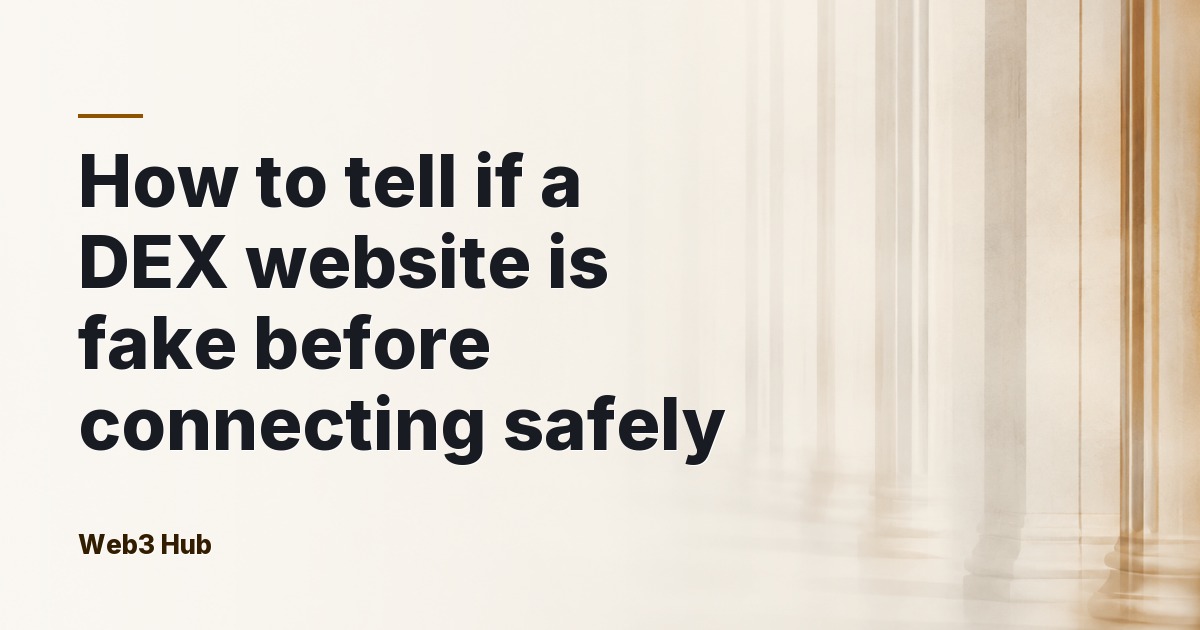 How to tell if a
DEX website is
fake before
connecting safely
Web3 Hub